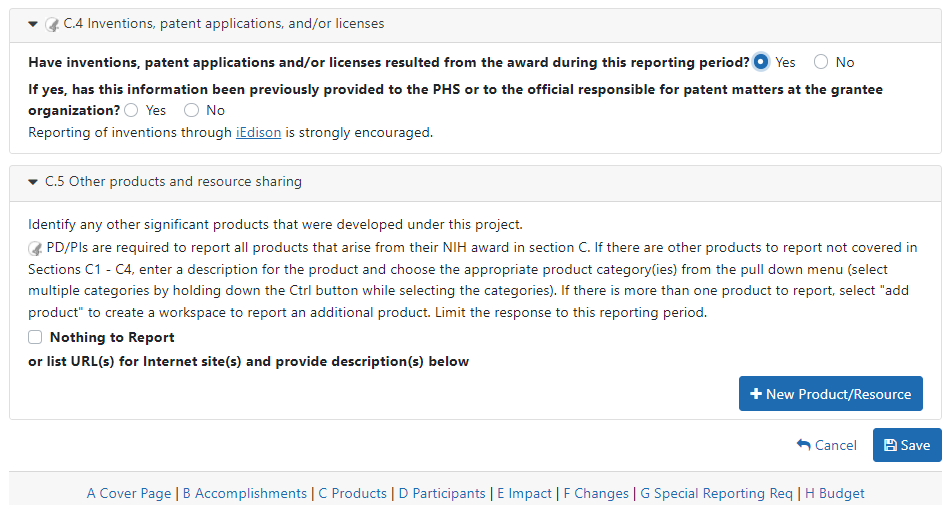 C.4 Inventions, patent applications, and/or licenses
Have inventions, patent applications and/or licenses resulted from the award during this reporting period? Yes No
If yes, has this information been previously provided to the PHS or to the official responsible for patent matters at the grantee
organization? Yes No
Reporting of inventions through iEdison is strongly encouraged.
C.5 Other products and resource sharing
Identify any other significant products that were developed under this project.
PD/PIs are required to report all products that arise from their NIH award in section C. If there are other products to report not covered in
Sections C1 - C4, enter a description for the product and choose the appropriate product category(ies) from the pull down menu (select
multiple categories by holding down the Ctrl button while selecting the categories). If there is more than one product to report, select "add
product" to create a workspace to report an additional product. Limit the response to this reporting period.
Nothing to Report
or list URL(s) for Internet site(s) and provide description(s) below
New Product/Resource
Cancel Save
A Cover Page | B Accomplishments | C Products | D Participants | E Impact | F Changes | G Special Reporting Req | H Budget